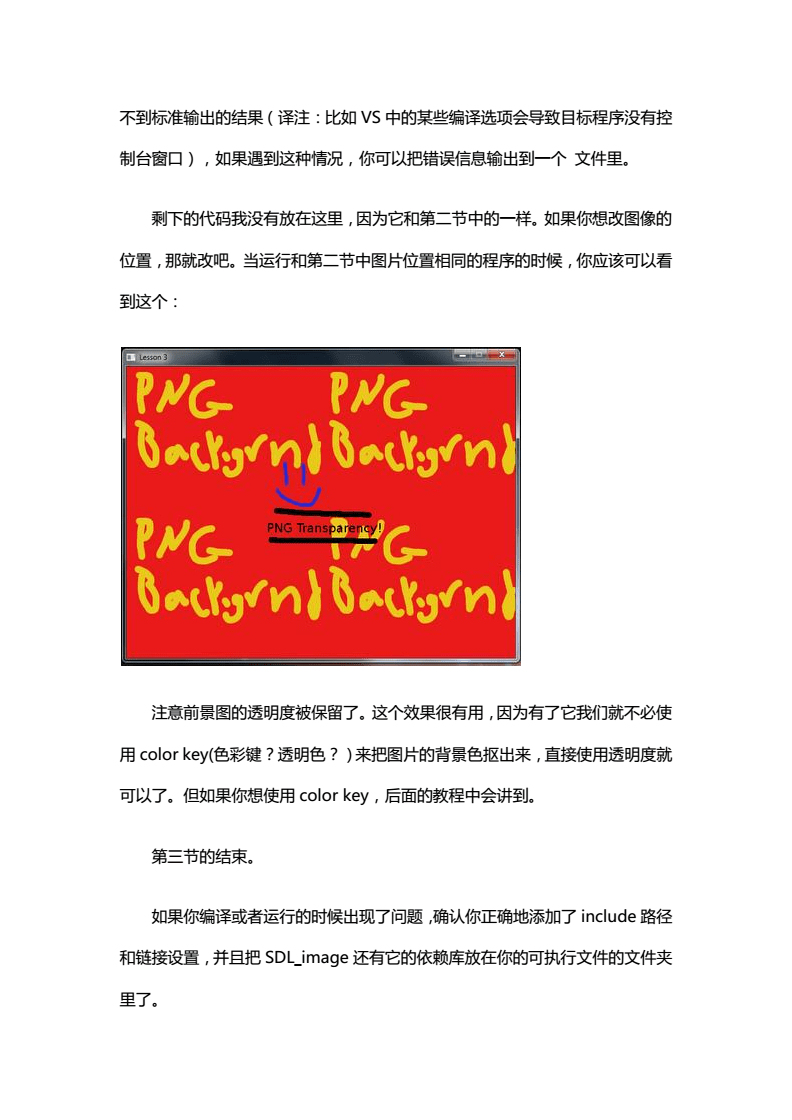 不到标准输出的结果（译注：比如 VS 中的某些编译选项会导致目标程序没有控
制台窗口），如果遇到这种情况，你可以把错误信息输出到一个 文件里。
剩下的代码我没有放在这里，因为它和第二节中的一样。如果你想改图像的
位置，那就改吧。当运行和第二节中图片位置相同的程序的时候，你应该可以看
到这个：
Lesson 3
PNG PNG
Backgrnd Backgrnd
PNG Transparency!
PNG PNG
Backgrnd Backgrnd
注意前景图的透明度被保留了。这个效果很有用，因为有了它我们就不必使
用 color key(色彩键？透明色？）来把图片的背景色抠出来，直接使用透明度就
可以了。但如果你想使用 color key，后面的教程中会讲到。
第三节的结束。
如果你编译或者运行的时候出现了问题，确认你正确地添加了 include 路径
和链接设置，并且把 SDL_image 还有它的依赖库放在你的可执行文件的文件夹
里了。